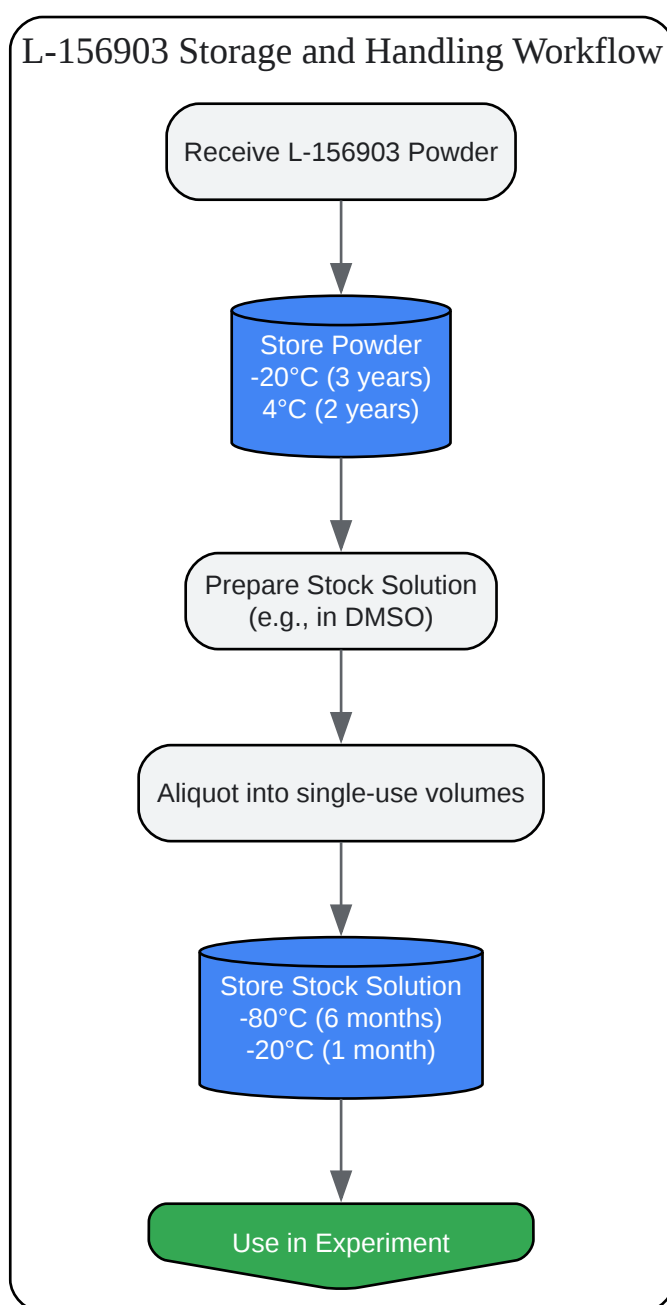 L-156903 Storage and Handling Workflow
Receive L-156903 Powder
Store Powder
-20°C (3 years)
4°C (2 years)
Prepare Stock Solution
(e.g., in DMSO)
Aliquot into single-use volumes
Store Stock Solution
-80°C (6 months)
-20°C (1 month)
Use in Experiment